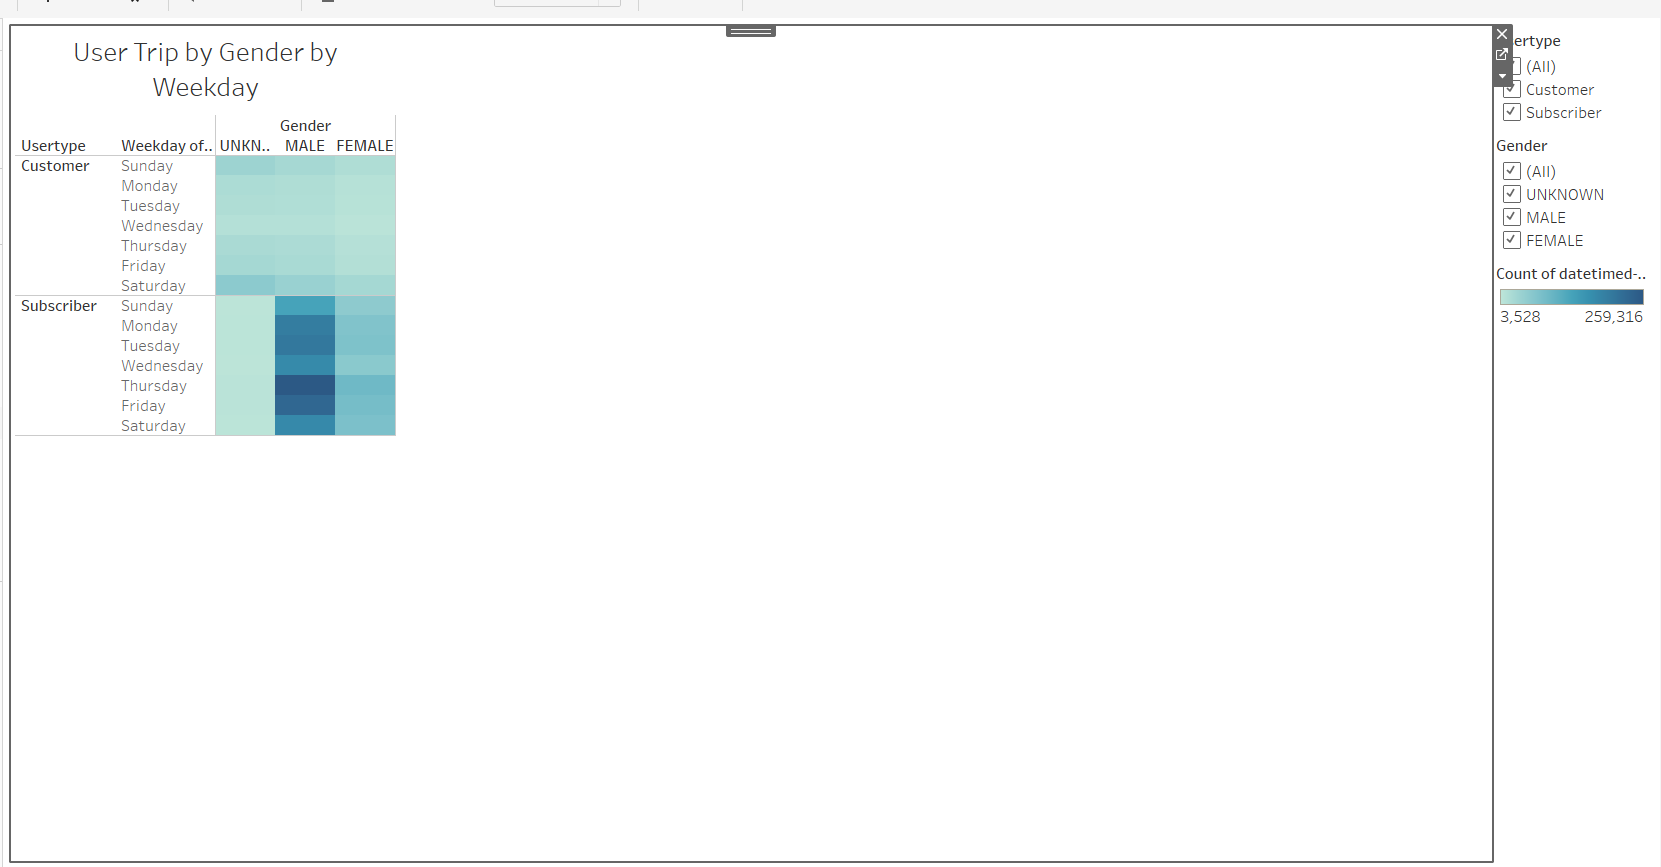 User Trip by Gender by
Weekday
Gender
Usertype Weekday of.. UNKN.. MALE FEMALE
Customer Sunday
Monday
Tuesday
Wednesday
Thursday
Friday
Saturday
Subscriber Sunday
Monday
Tuesday
Wednesday
Thursday
Friday
Saturday
ertype
(All)
Customer
Subscriber
Gender
(All)
UNKNOWN
MALE
FEMALE
Count of datetimed-..
3,528 259,316